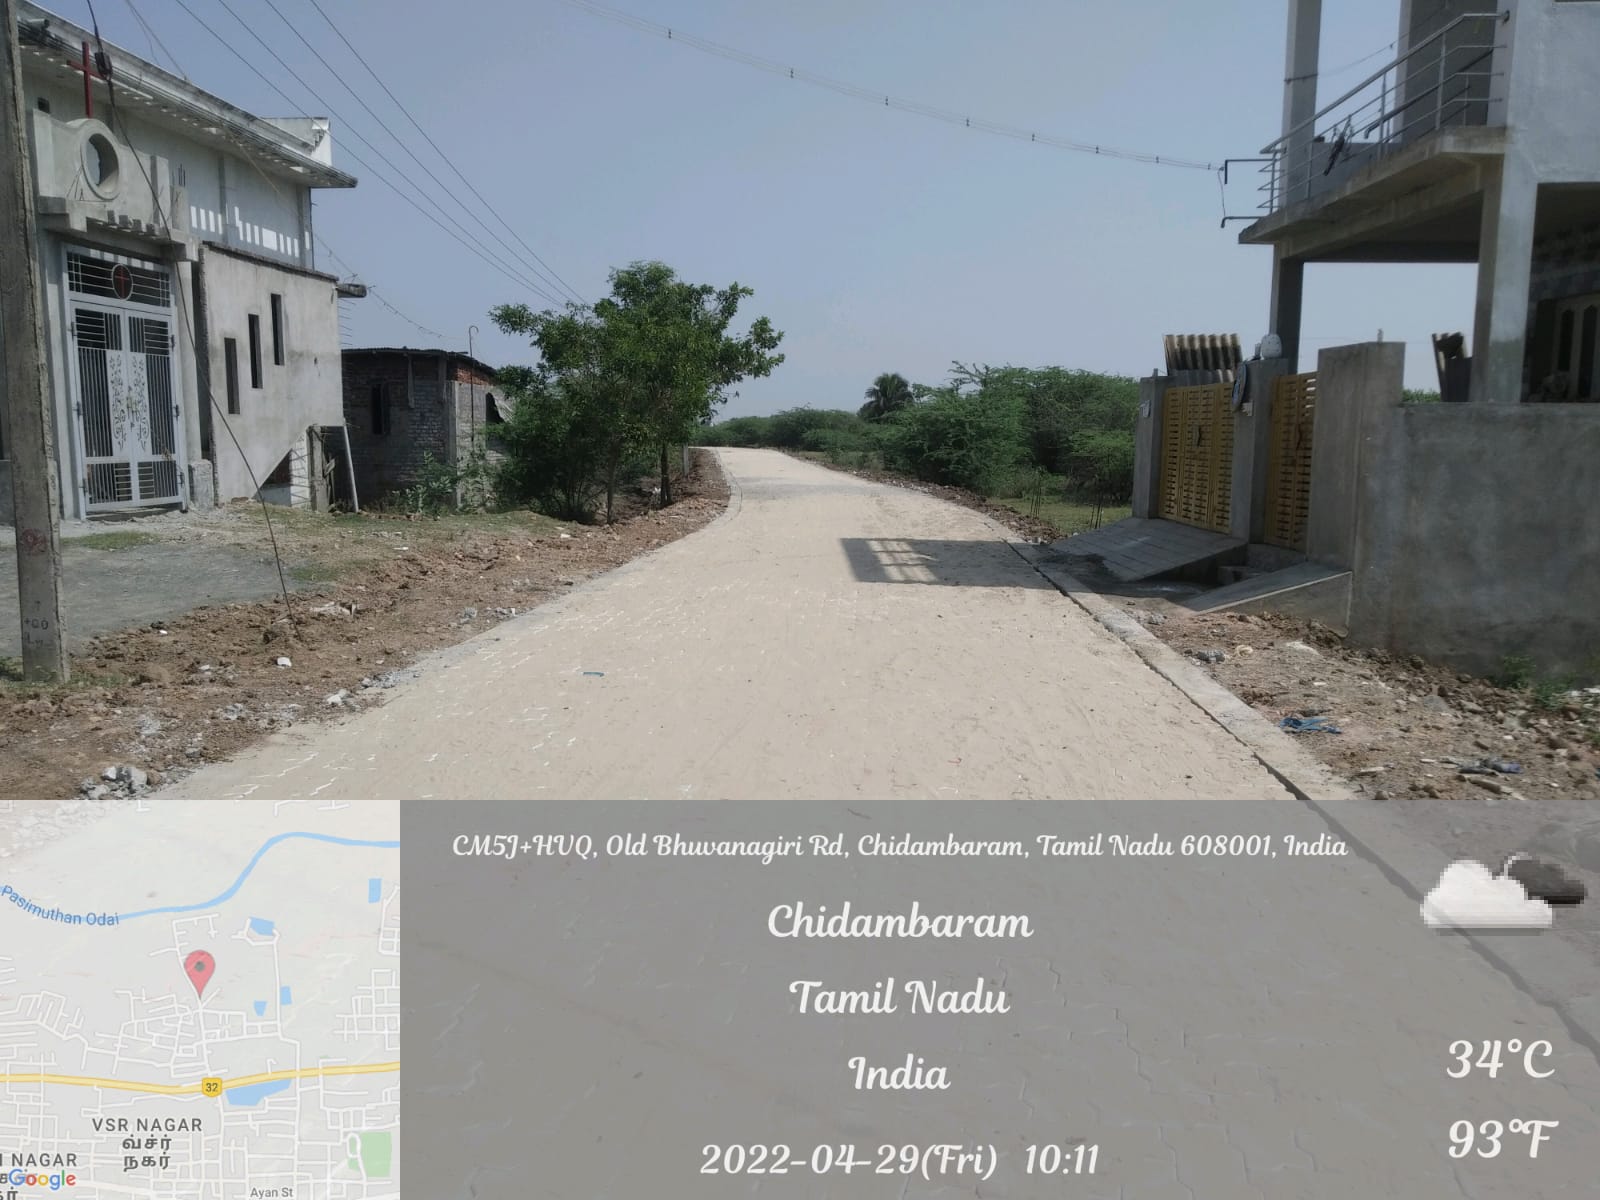 CM5J+HVQ, Old Bhuvanagiri Rd, Chidambaram, Tamil Nadu 608001, India
Chidambaram
Tamil Nadu
India
2022-04-29(Fri) 10:11
34°C
93°F
Pasimuthan Odai
32
VSR NAGAR
வ்ச்ர்
நகர்
NAGAR
Google
Ayan St